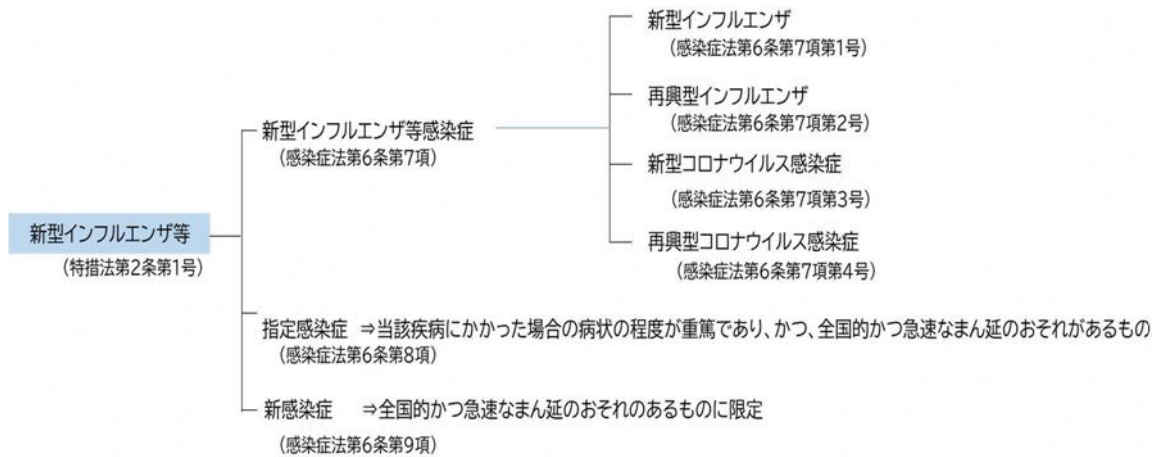 新型インフルエンザ
(感染症法第6条第7項第1号)
再興型インフルエンザ
(感染症法第6条第7項第2号)
新型インフルエンザ等感染症
(感染症法第6条第7項)
新型コロナウイルス感染症
(感染症法第6条第7項第3号)
新型インフルエンザ等
(特措法第2条第1号)
再興型コロナウイルス感染症
(感染症法第6条第7項第4号)
指定感染症 ⇒当該疾病にかかった場合の病状の程度が重篤であり、かつ、全国的かつ急速なまん延のおそれがあるもの
(感染症法第6条第8項)
新感染症 ⇒全国的かつ急速なまん延のおそれのあるものに限定
(感染症法第6条第9項)